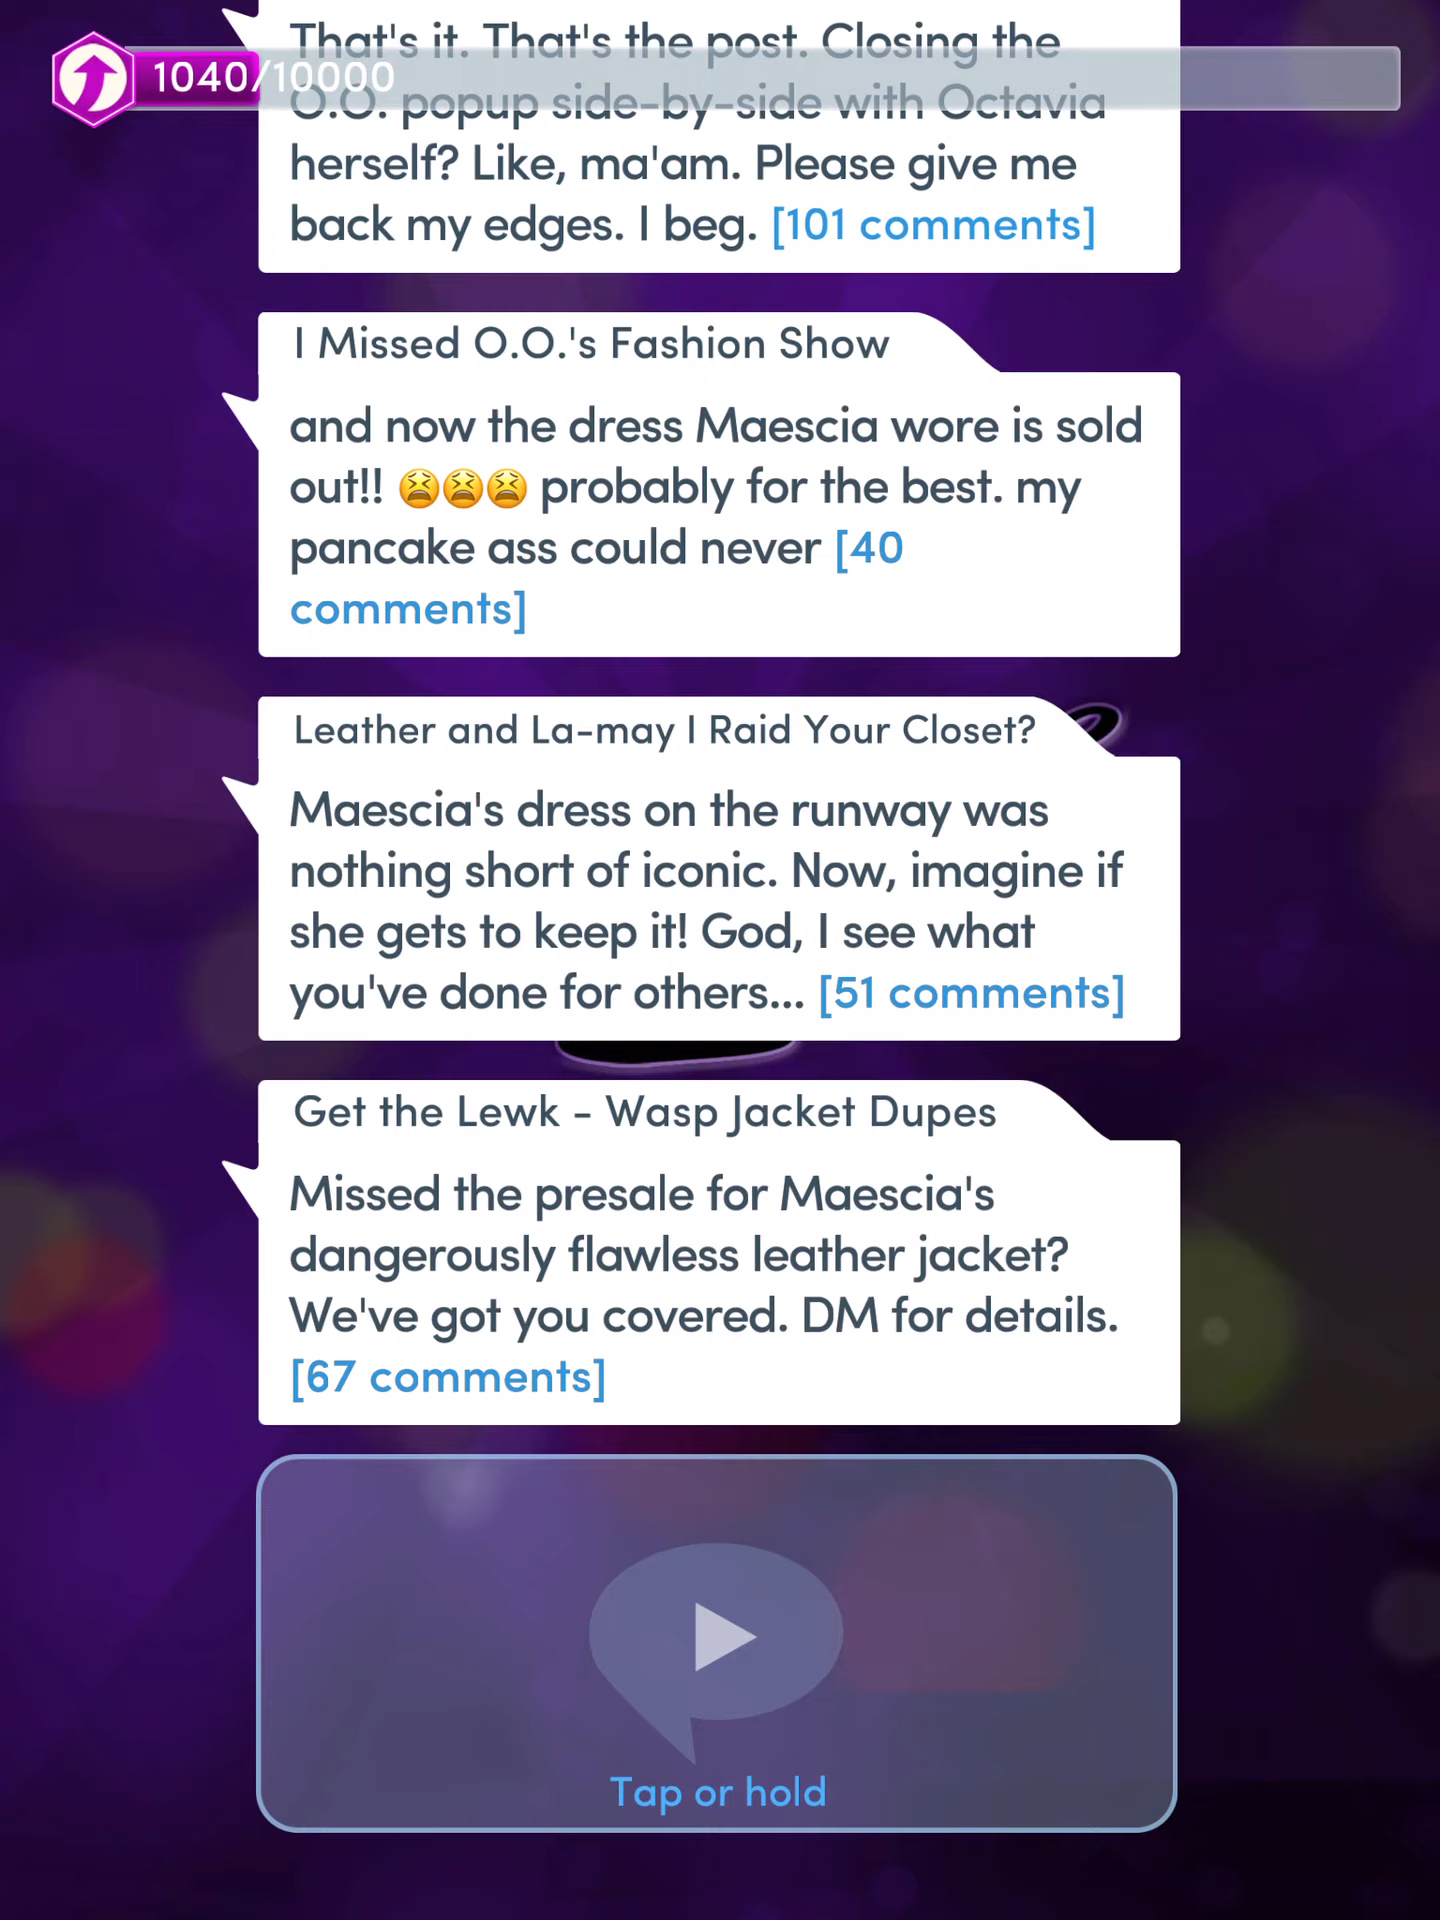 That's it. That's the post. Closing the
1040/10000
O.O. popup side-by-side with Octavia
herself? Like, ma'am. Please give me
back my edges. I beg. [101 comments]
I Missed O.O.'s Fashion Show
and now the dress Maescia wore is sold
out!! 😫😫😫 probably for the best. my
pancake ass could never [40
comments]
Leather and La-may I Raid Your Closet?
Maescia's dress on the runway was
nothing short of iconic. Now, imagine if
she gets to keep it! God, I see what
you've done for others... [51 comments]
Get the Lewk - Wasp Jacket Dupes
Missed the presale for Maescia's
dangerously flawless leather jacket?
We've got you covered. DM for details.
[67 comments]
Tap or hold